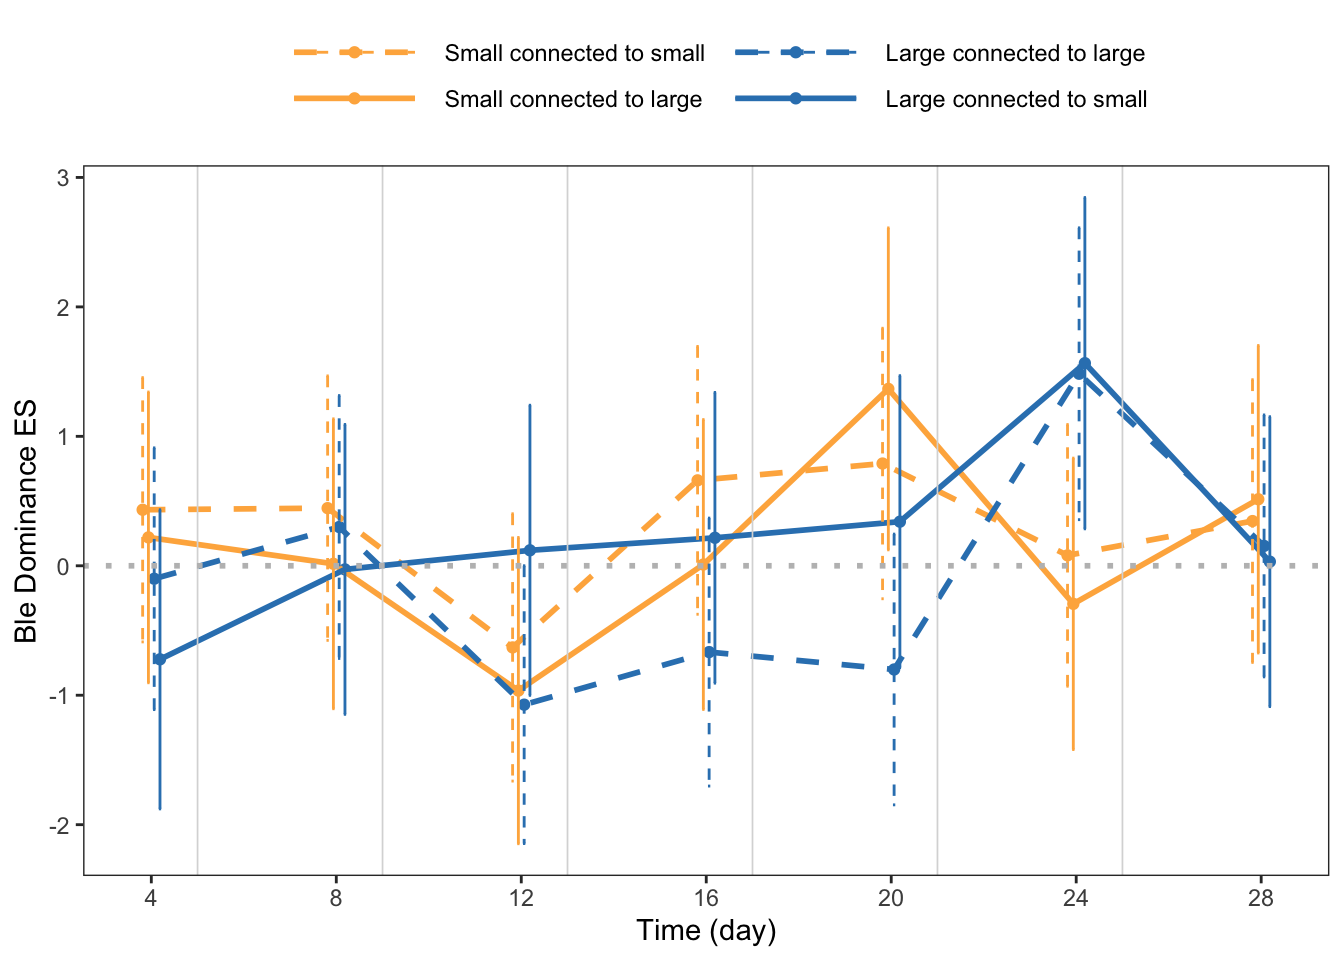 Small connected to small
Large connected to large
Small connected to large
Large connected to small
3
2
1
0
-1
-2
Ble Dominance ES
4 8 12 16 20 24 28
Time (day)